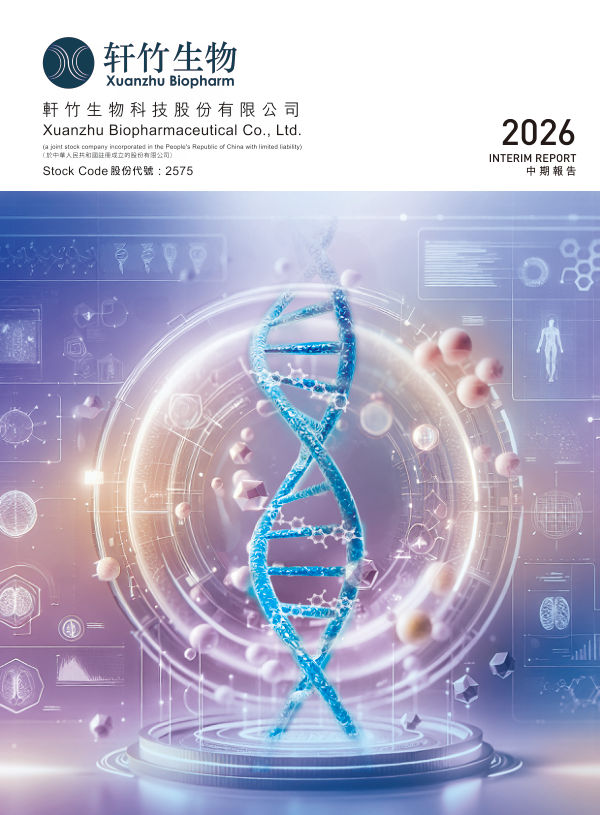 轩竹生物
Xuanzhu Biopharm
軒竹生物科技股份有限公司
Xuanzhu Biopharmaceutical Co., Ltd.
(a joint stock company incorporated in the People's Republic of China with limited liability)
（於中華人民共和國註冊成立的股份有限公司）
Stock Code 股份代號：2575
2026
INTERIM REPORT
中期報告